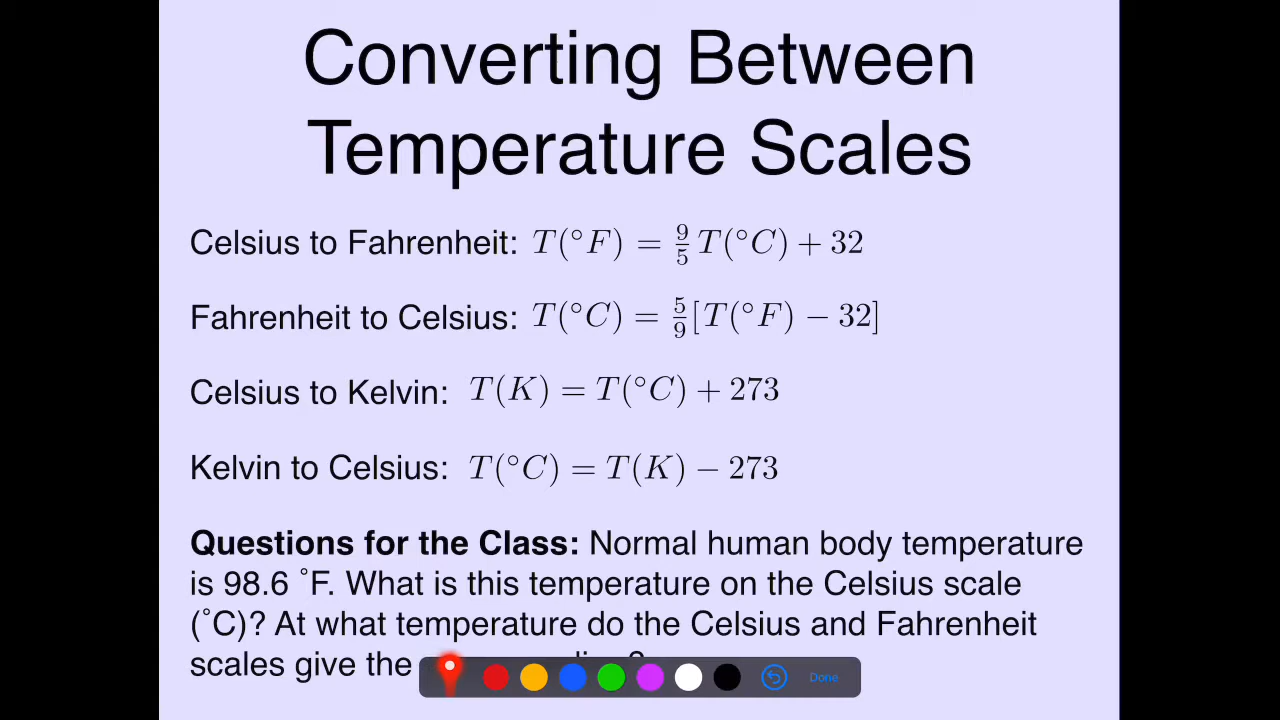 Converting Between
Temperature Scales
Celsius to Fahrenheit: T(°F) = 9/5 T(°C) + 32
Fahrenheit to Celsius: T(°C) = 5/9 [T(°F) − 32]
Celsius to Kelvin: T(K) = T(°C) + 273
Kelvin to Celsius: T(°C) = T(K) − 273
Questions for the Class: Normal human body temperature
is 98.6 °F. What is this temperature on the Celsius scale
(°C)? At what temperature do the Celsius and Fahrenheit
scales give the
Done